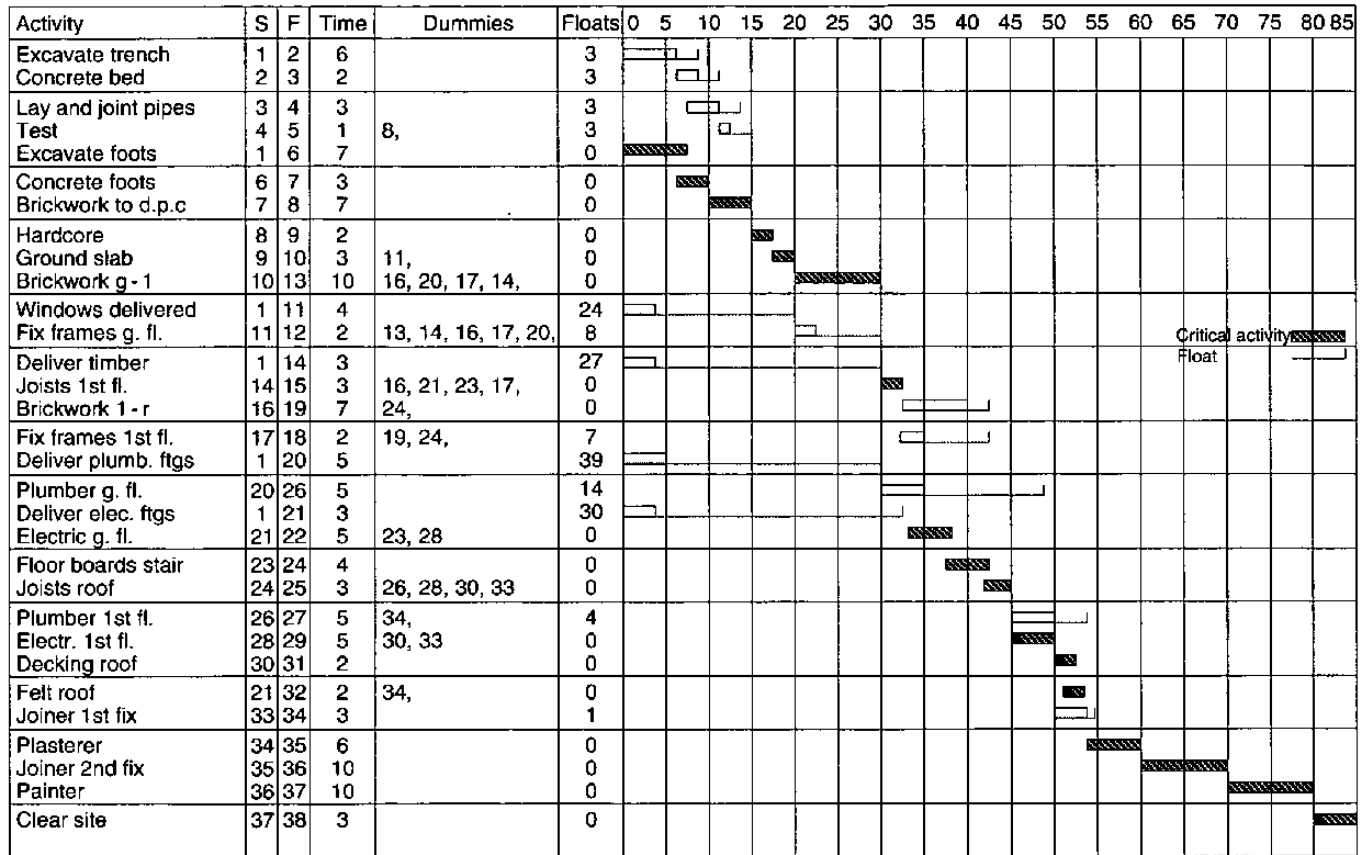 Activity S F Time Dummies Floats 0 5 10 15 20 25 30 35 40 45 50 55 60 65 70 75 80 85
Excavate trench 1 2 6 3
Concrete bed 2 3 2 3
Lay and joint pipes 3 4 3 3
Test 4 5 1 8, 3
Excavate foots 1 6 7 0
Concrete foots 6 7 3 0
Brickwork to d.p.c 7 8 7 0
Hardcore 8 9 2 0
Ground slab 9 10 3 11, 0
Brickwork g - 1 10 13 10 16, 20, 17, 14, 0
Windows delivered 1 11 4 24
Fix frames g. fl. 11 12 2 13, 14, 16, 17, 20, 8
Critical activity
Deliver timber 1 14 3 27
Float
Joists 1st fl. 14 15 3 16, 21, 23, 17, 0
Brickwork 1 - r 16 19 7 24, 0
Fix frames 1st fl. 17 18 2 19, 24, 7
Deliver plumb. ftgs 1 20 5 39
Plumber g. fl. 20 26 5 14
Deliver elec. ftgs 1 21 3 30
Electric g. fl. 21 22 5 23, 28 0
Floor boards stair 23 24 4 0
Joists roof 24 25 3 26, 28, 30, 33 0
Plumber 1st fl. 26 27 5 34, 4
Electr. 1st fl. 28 29 5 30, 33 0
Decking roof 30 31 2 0
Felt roof 21 32 2 34, 0
Joiner 1st fix 33 34 3 1
Plasterer 34 35 6 0
Joiner 2nd fix 35 36 10 0
Painter 36 37 10 0
Clear site 37 38 3 0